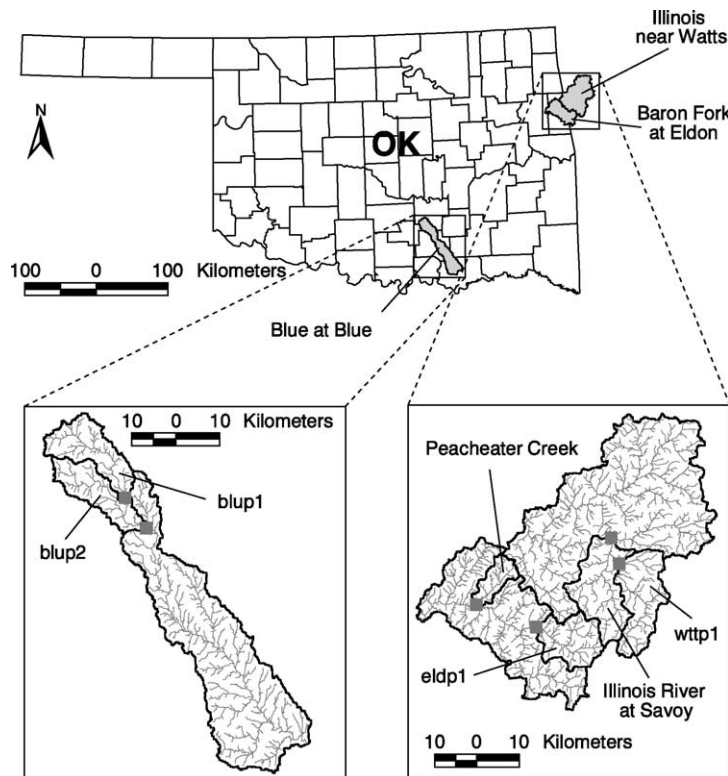 Illinois
near Watts
Baron Fork
at Eldon
N
OK
100 0 100 Kilometers
Blue at Blue
10 0 10 Kilometers
blup1
blup2
Peacheater Creek
wttp1
eldp1
Illinois River
at Savoy
10 0 10 Kilometers